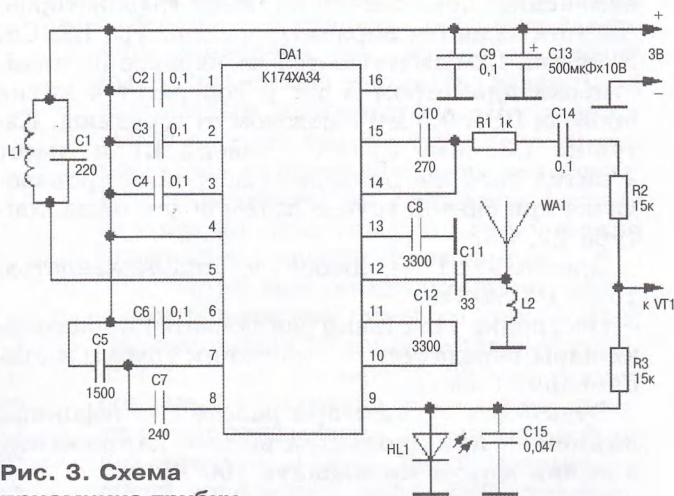 +
DA1
К174ХА34
C2 0,1
C3 0,1
C4 0,1
C6 0,1
L1
C1
220
C5
1500
C7
240
1
2
3
4
5
6
7
8
16
15
14
13
12
10
9
C9
0,1
+
C13
500мкФx10В
3В
C10
270
R1 1к
C14
0,1
C8
3300
WA1
C11
33
L2
C12
3300
R2
15к
к VT1
R3
15к
HL1
C15
0,047
Рис. 3. Схема